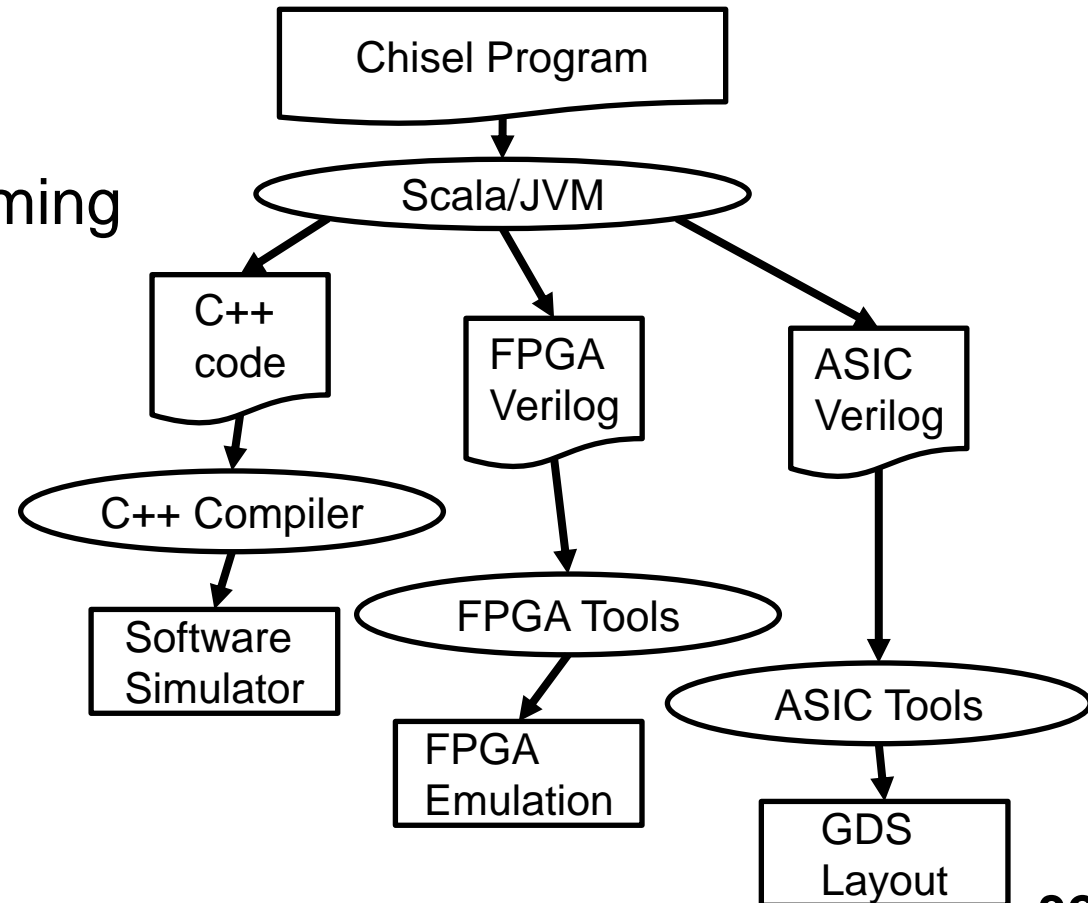 Chisel Program
Scala/JVM
C++
code
FPGA
Verilog
ASIC
Verilog
C++ Compiler
FPGA Tools
Software
Simulator
ASIC Tools
FPGA
Emulation
GDS
Layout